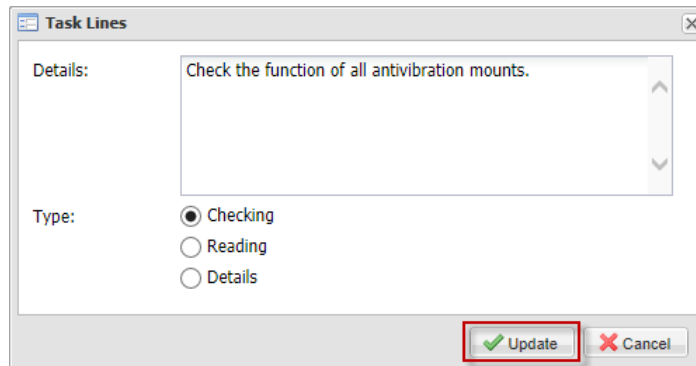 Task Lines
Details: Check the function of all antivibration mounts.
Type: Checking
Reading
Details
Update Cancel